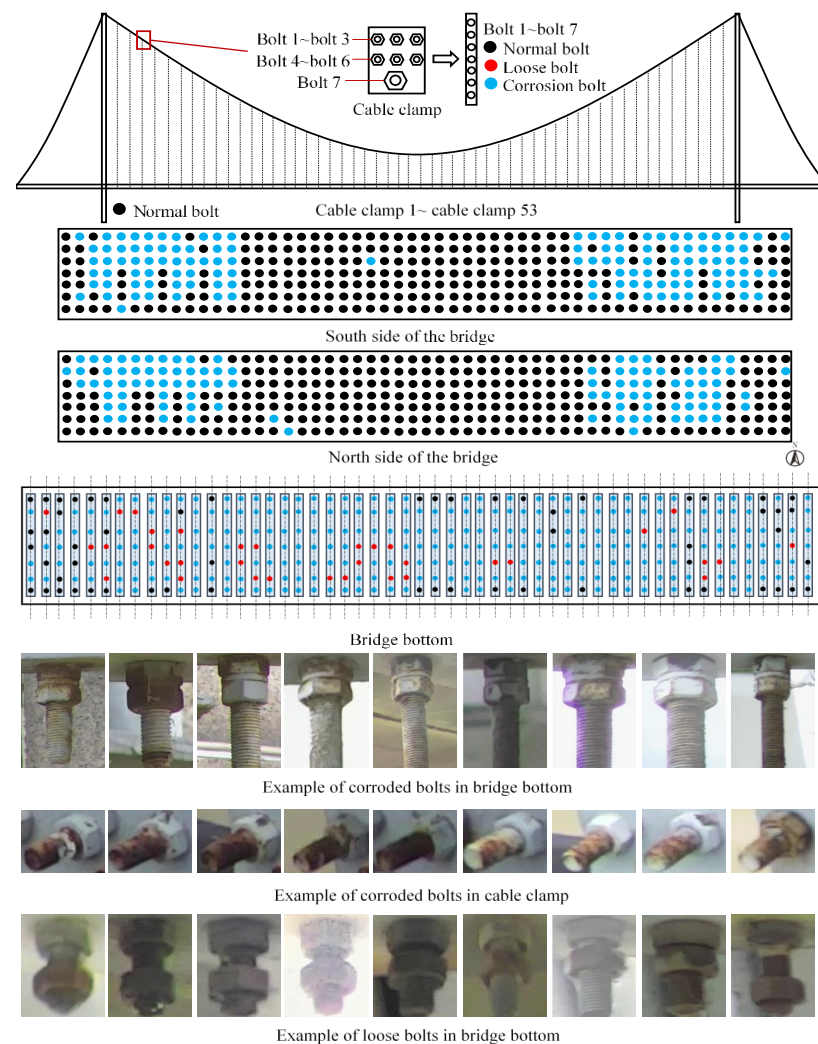 Bolt 1~bolt 3
Bolt 4~bolt 6
Bolt 7
Cable clamp
Bolt 1~bolt 7
Normal bolt
Loose bolt
Corrosion bolt
Normal bolt
Cable clamp 1~ cable clamp 53
South side of the bridge
North side of the bridge
N
Bridge bottom
Example of corroded bolts in bridge bottom
Example of corroded bolts in cable clamp
Example of loose bolts in bridge bottom